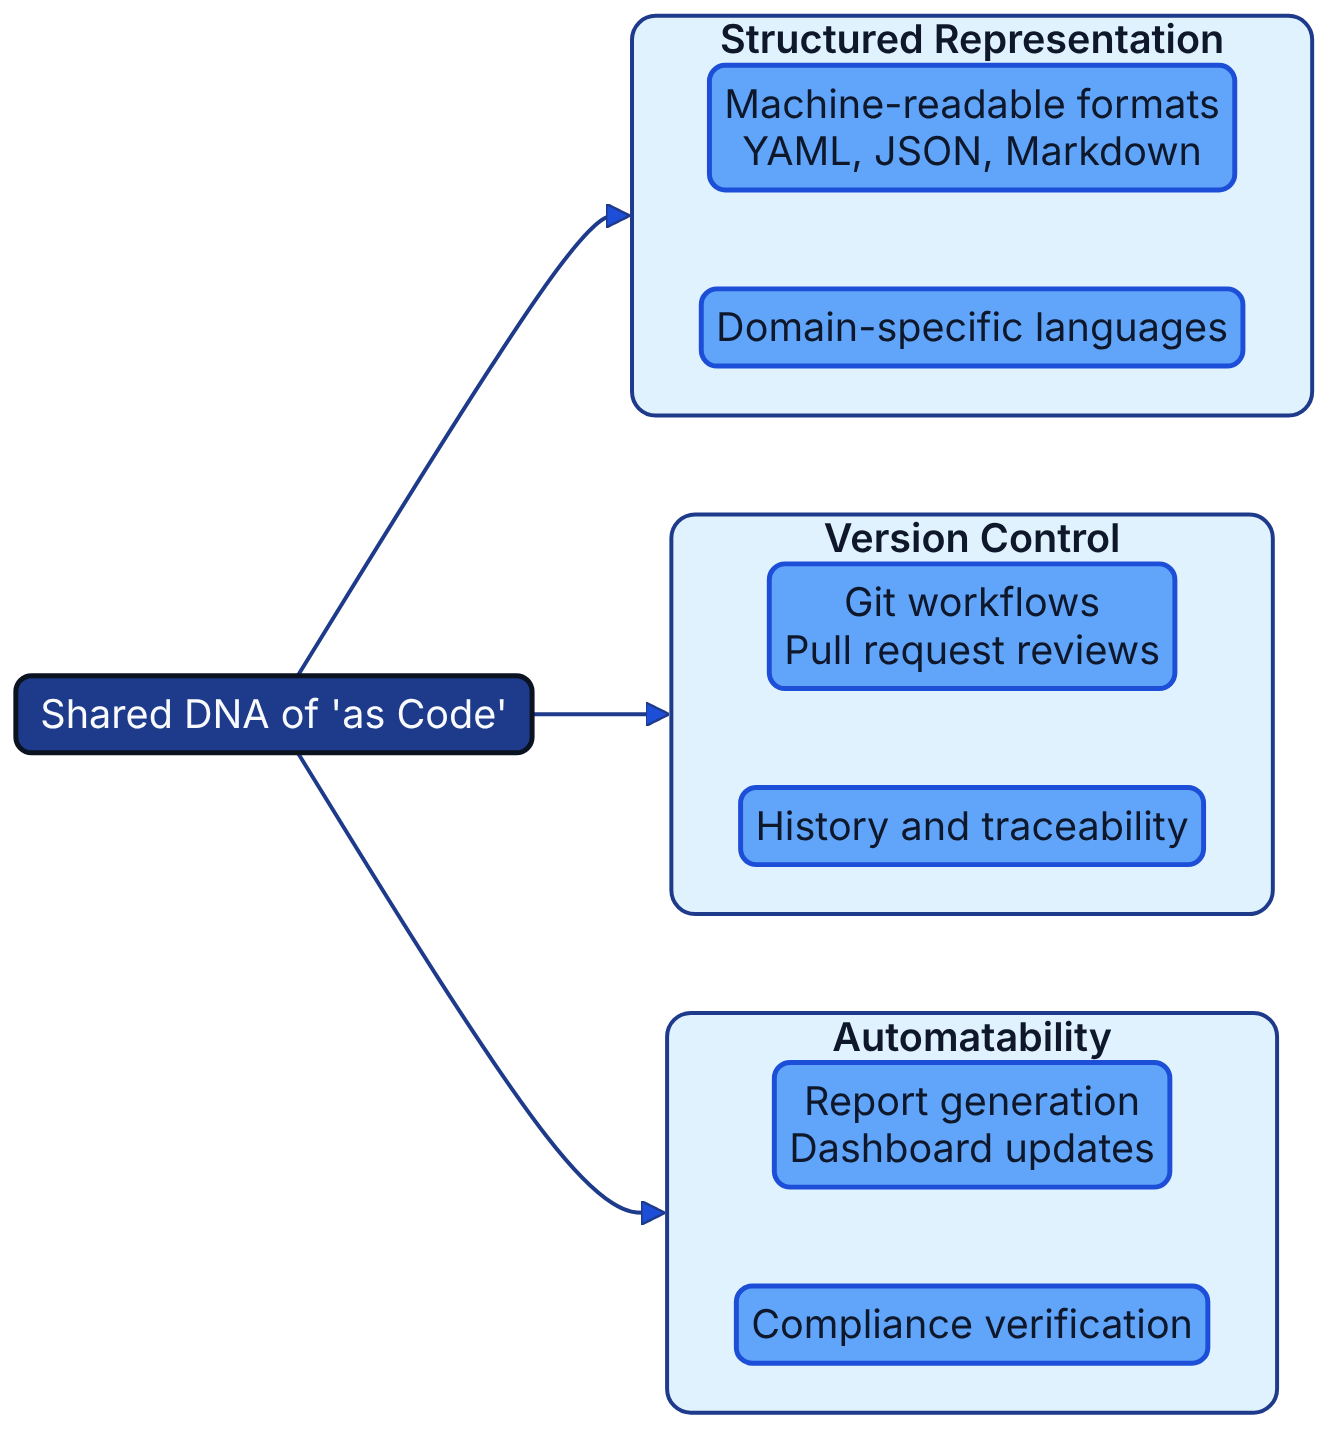 Structured Representation
Machine-readable formats
YAML, JSON, Markdown
Domain-specific languages
Version Control
Git workflows
Pull request reviews
Shared DNA of 'as Code'
History and traceability
Automatability
Report generation
Dashboard updates
Compliance verification